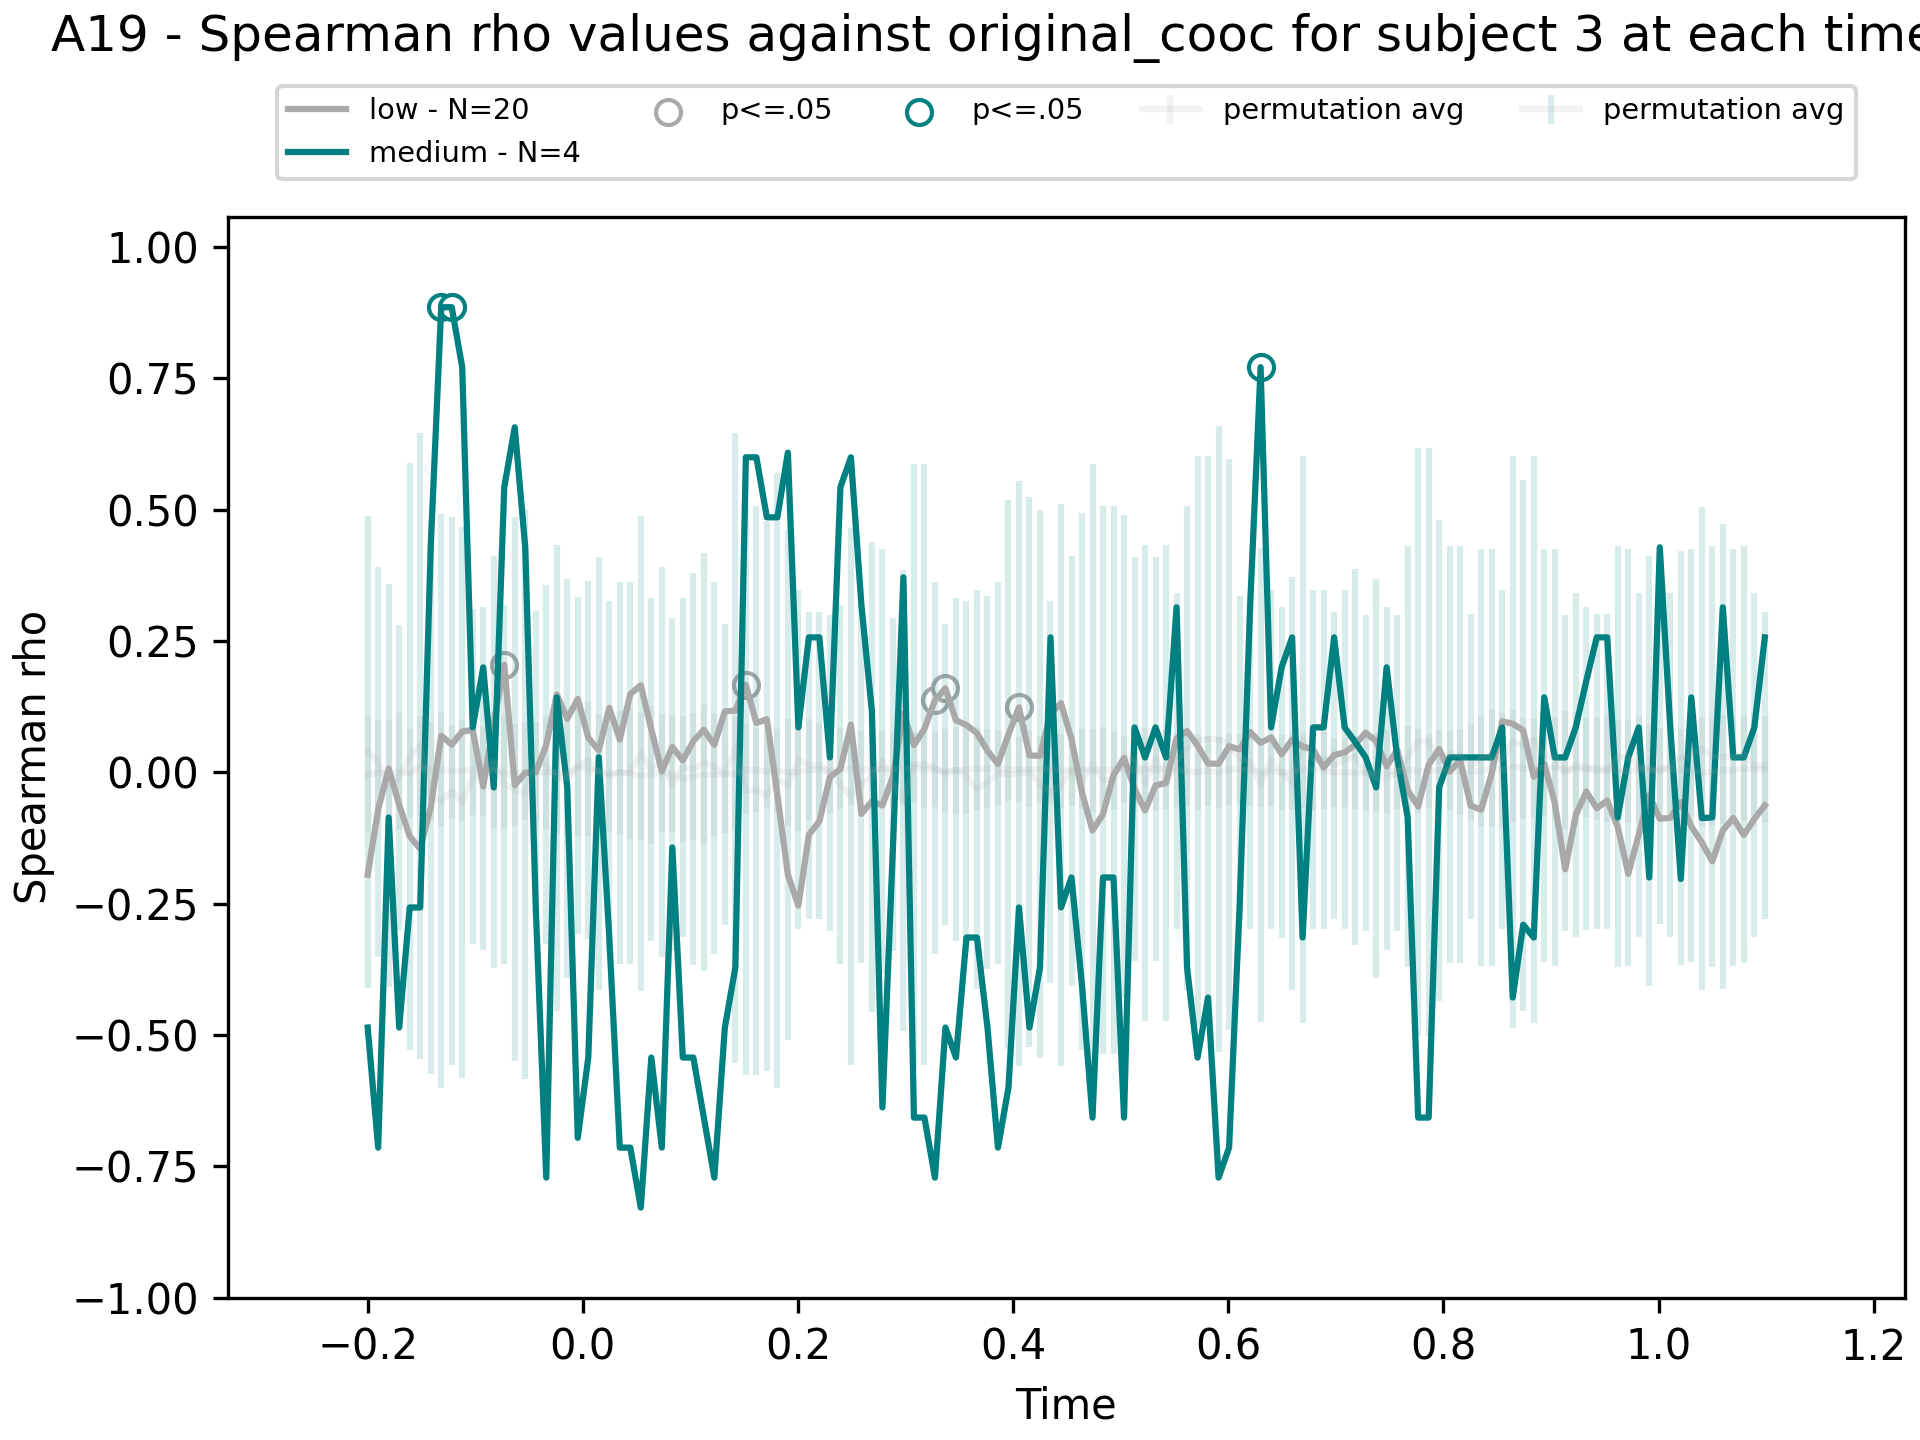 A19 - Spearman rho values against original_cooc for subject 3 at each time
low - N=20 p<=.05 p<=.05 permutation avg permutation avg
medium - N=4
1.00
0.75
0.50
0.25
0.00
−0.25
−0.50
−0.75
−1.00
Spearman rho
−0.2 0.0 0.2 0.4 0.6 0.8 1.0 1.2
Time